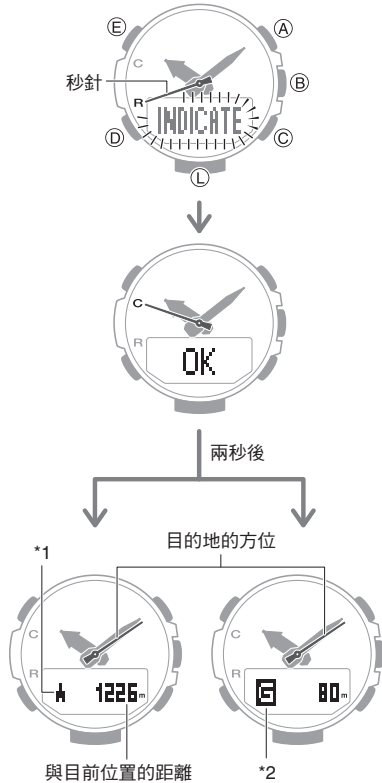 Ⓔ
Ⓐ
C
秒針
Ⓑ
R
INDICATE
Ⓓ
Ⓒ
Ⓛ
C
R
OK
兩秒後
*1
目的地的方位
C
R
A 1226m
C
R
G 80m
與目前位置的距離
*2